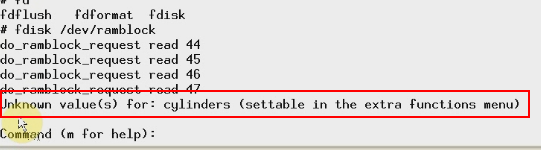 # fd
fdflush fdformat fdisk
# fdisk /dev/ramblock
do_ramblock_request read 44
do_ramblock_request read 45
do_ramblock_request read 46
do_ramblock_request read 47
Unknown value(s) for: cylinders (settable in the extra functions menu)
Command (m for help):